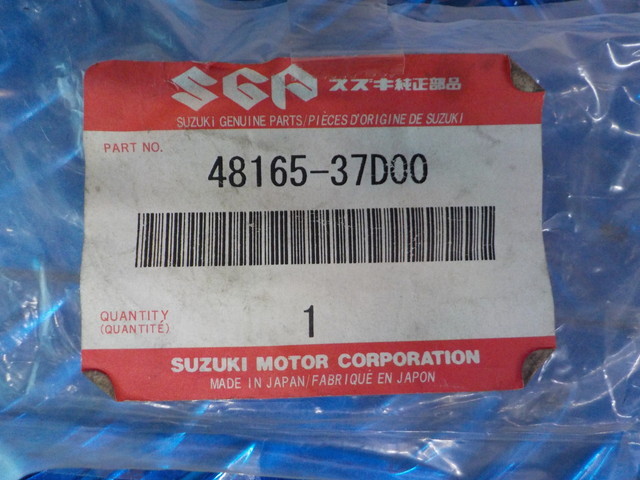 SGP スズキ純正部品
SUZUKI GENUINE PARTS/PIÈCES D'ORIGINE DE SUZUKI
PART NO.
48165-37D00
QUANTITY
(QUANTITÉ)
1
SUZUKI MOTOR CORPORATION
MADE IN JAPAN/FABRIQUÉ EN JAPON